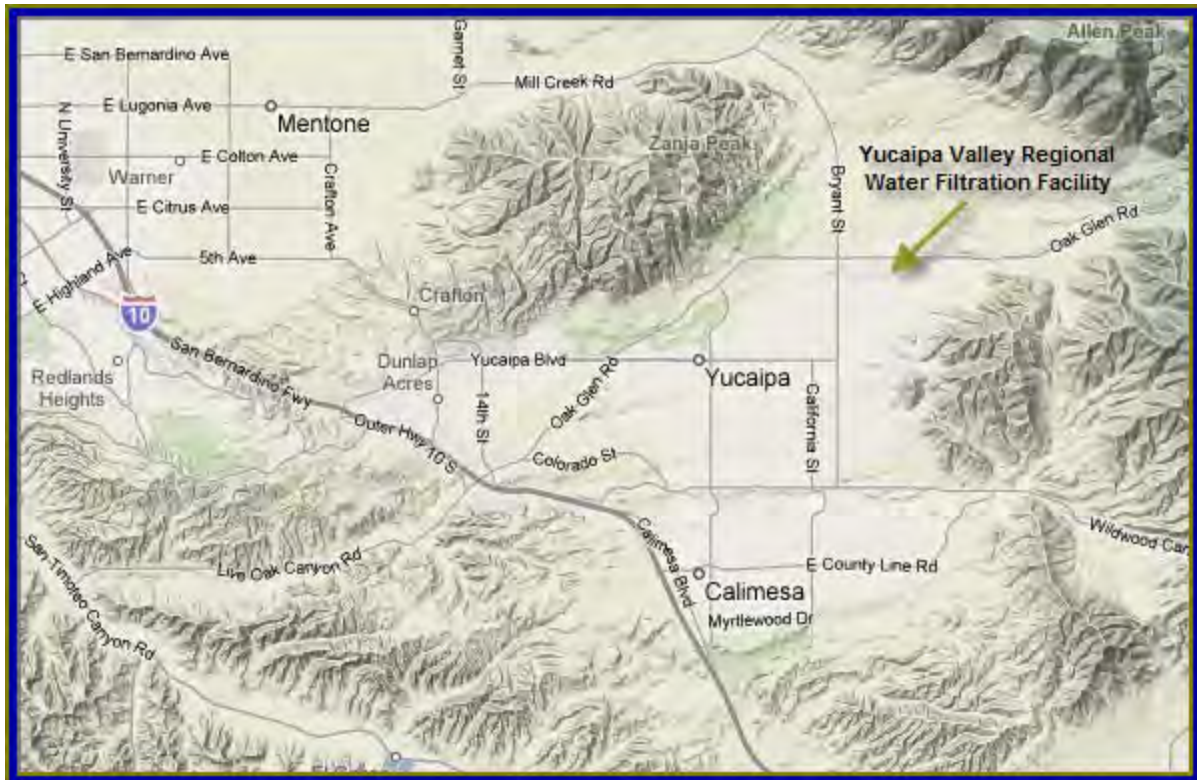 E San Bernardino Ave
Garnet St
Allen Peak
Mill Creek Rd
E Lugonia Ave
Mentone
N University St
E Colton Ave
Warner
Crafton Ave
Zanja Peak
Bryant St
Yucaipa Valley Regional
Water Filtration Facility
E Citrus Ave
Oak Glen Rd
5th Ave
E Highland Ave
Crafton
10
San Bernardino Fwy
Redlands
Heights
Dunlap
Acres
Yucaipa Blvd
Yucaipa
Oak Glen Rd
14th St
California St
Outer Hwy 10 S
Colorado St
Calimesa Blvd
Wildwood Can
San Timoteo Canyon Rd
Live Oak Canyon Rd
E County Line Rd
Calimesa
Myrtlewood Dr